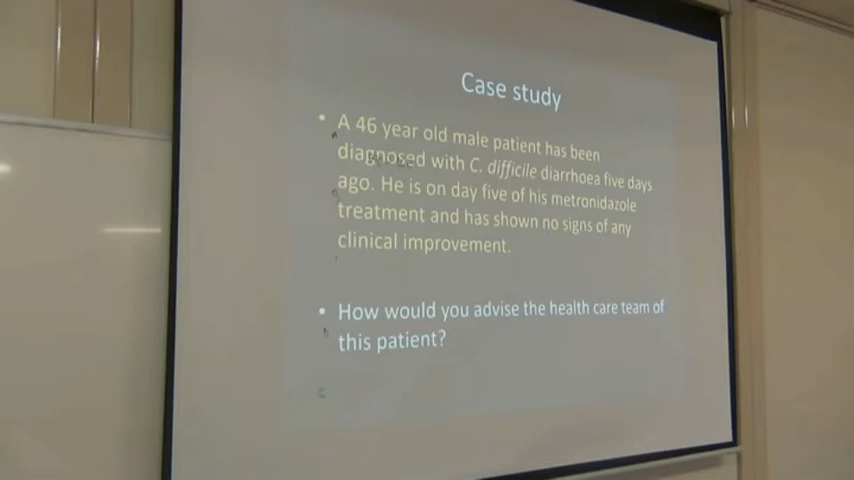 Case study
• A 46 year old male patient has been
diagnosed with C. difficile diarrhoea five days
ago. He is on day five of his metronidazole
treatment and has shown no signs of any
clinical improvement.
• How would you advise the health care team of
this patient?